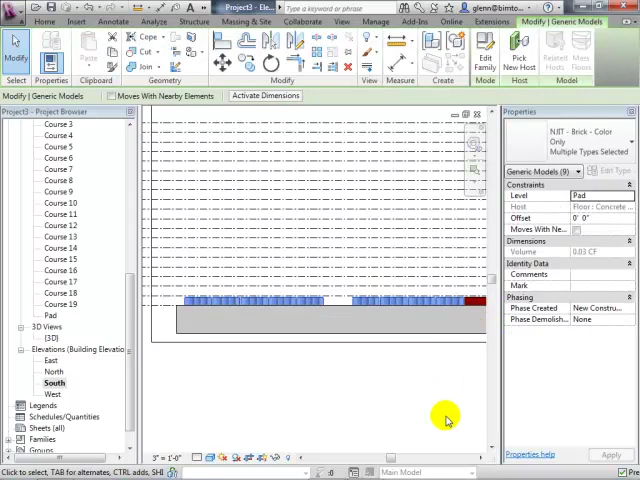 Project3 - Ele...
Type a keyword or phrase
glenn@bimto...
Home Insert Annotate Analyze Structure Massing & Site Collaborate View Manage Add-Ins Online Extensions Modify | Generic Models
Modify
Properties
Paste
Cope
Cut
Join
Edit Family
Pick New Host
Related Hosts
Highlight Model
Select Properties Clipboard Geometry Modify View Measure Create Mode Host Model
Modify | Generic Models Moves With Nearby Elements Activate Dimensions
Project3 - Project Browser
Course 3
Course 4
Course 5
Course 6
Course 7
Course 8
Course 9
Course 10
Course 11
Course 12
Course 13
Course 14
Course 15
Course 16
Course 17
Course 18
Course 19
Pad
3D Views
{3D}
Elevations (Building Elevatio
East
North
South
West
Legends
Schedules/Quantities
Sheets (all)
Families
Groups
3" = 1'-0"
Properties
NJIT - Brick - Color Only
Multiple Types Selected
Generic Models (9) Edit Type
Constraints
Level Pad
Host Floor : Concrete ...
Offset 0' 0"
Moves With Ne...
Dimensions
Volume 0.03 CF
Identity Data
Comments
Mark
Phasing
Phase Created New Constru...
Phase Demolish... None
Properties help Apply
Click to select, TAB for alternates, CTRL adds, SHI :0 Main Model Pre